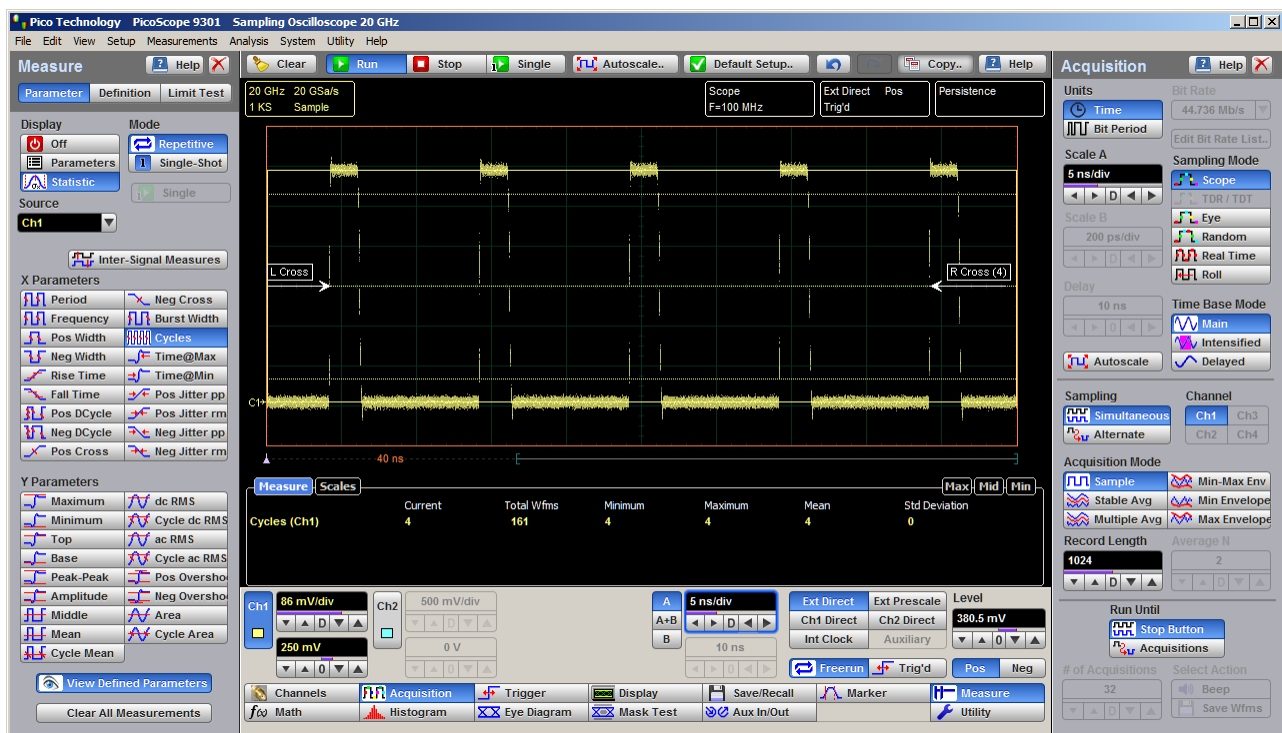 Pico Technology PicoScope 9301 Sampling Oscilloscope 20 GHz
File Edit View Setup Measurements Analysis System Utility Help
Measure Help
Parameter Definition Limit Test
Display Mode
Off Repetitive
Parameters Single-Shot
Statistic Single
Source
Ch1
Inter-Signal Measures
X Parameters
Period Neg Cross
Frequency Burst Width
Pos Width Cycles
Neg Width Time@Max
Rise Time Time@Min
Fall Time Pos Jitter pp
Pos DCycle Pos Jitter rm
Neg DCycle Neg Jitter pp
Pos Cross Neg Jitter rm
Y Parameters
Maximum dc RMS
Minimum Cycle dc RMS
Top ac RMS
Base Cycle ac RMS
Peak-Peak Pos Oversho
Amplitude Neg Oversho
Middle Area
Mean Cycle Area
Cycle Mean
View Defined Parameters
Clear All Measurements
Clear Run Stop Single Autoscale.. Default Setup.. Copy.. Help
20 GHz 20 GSa/s
1 KS Sample
Scope
F=100 MHz
Ext Direct Pos
Trig'd
Persistence
L Cross R Cross (4)
C1
40 ns
Measure Scales Max Mid Min
Current Total Wfms Minimum Maximum Mean Std Deviation
Cycles (Ch1) 4 161 4 4 4 0
Ch1 86 mV/div Ch2 500 mV/div
D D
250 mV 0 V
0 0
A 5 ns/div
A+B D
B 10 ns
0
Ext Direct Ext Prescale Level
Ch1 Direct Ch2 Direct 380.5 mV
Int Clock Auxiliary 0
Freerun Trig'd Pos Neg
Channels Acquisition Trigger Display Save/Recall Marker Measure
f(x) Math Histogram Eye Diagram Mask Test Aux In/Out Utility
Acquisition Help
Units Bit Rate
Time 44.736 Mb/s
Bit Period Edit Bit Rate List..
Scale A Sampling Mode
5 ns/div Scope
D TDR / TDT
Scale B Eye
200 ps/div Random
D Real Time
Delay Roll
10 ns Time Base Mode
0 Main
Intensified
Autoscale Delayed
Sampling Channel
Simultaneous Ch1 Ch3
Alternate Ch2 Ch4
Acquisition Mode
Sample Min-Max Env
Stable Avg Min Envelope
Multiple Avg Max Envelope
Record Length Average N
1024 2
D D
Run Until
Stop Button
Acquisitions
# of Acquisitions Select Action
32 Beep
D Save Wfms